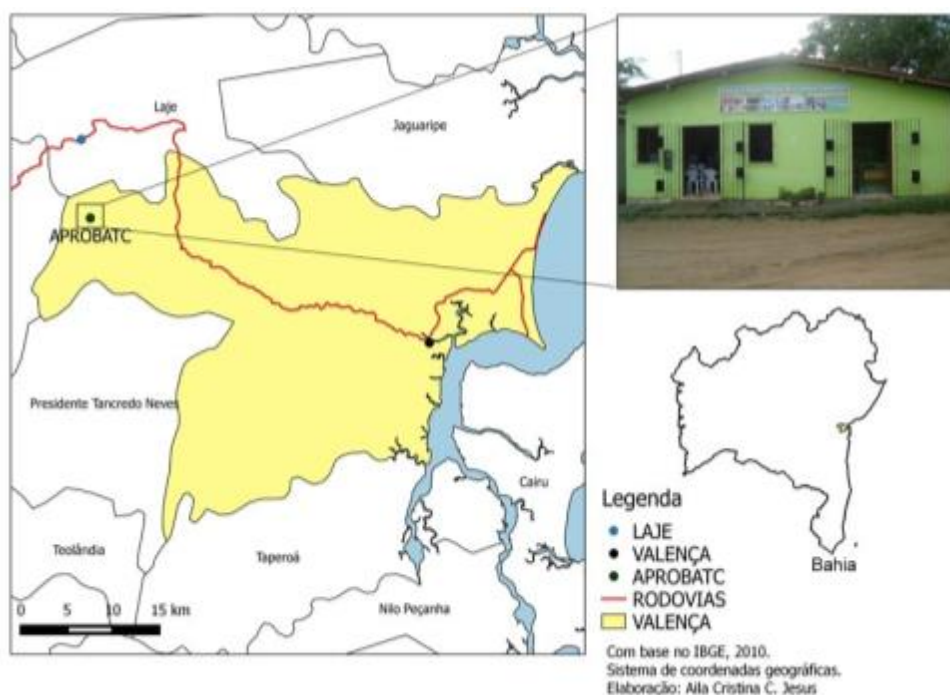 Laje
Jaguaripe
APROBATC
Presidente Tancredo Neves
Cairu
Teolândia
Taperoá
Nilo Peçanha
0 5 10 15 km
Bahia
Legenda
LAJE
VALENÇA
APROBATC
RODOVIAS
VALENÇA
Com base no IBGE, 2010.
Sistema de coordenadas geográficas.
Elaboração: Aila Cristina C. Jesus